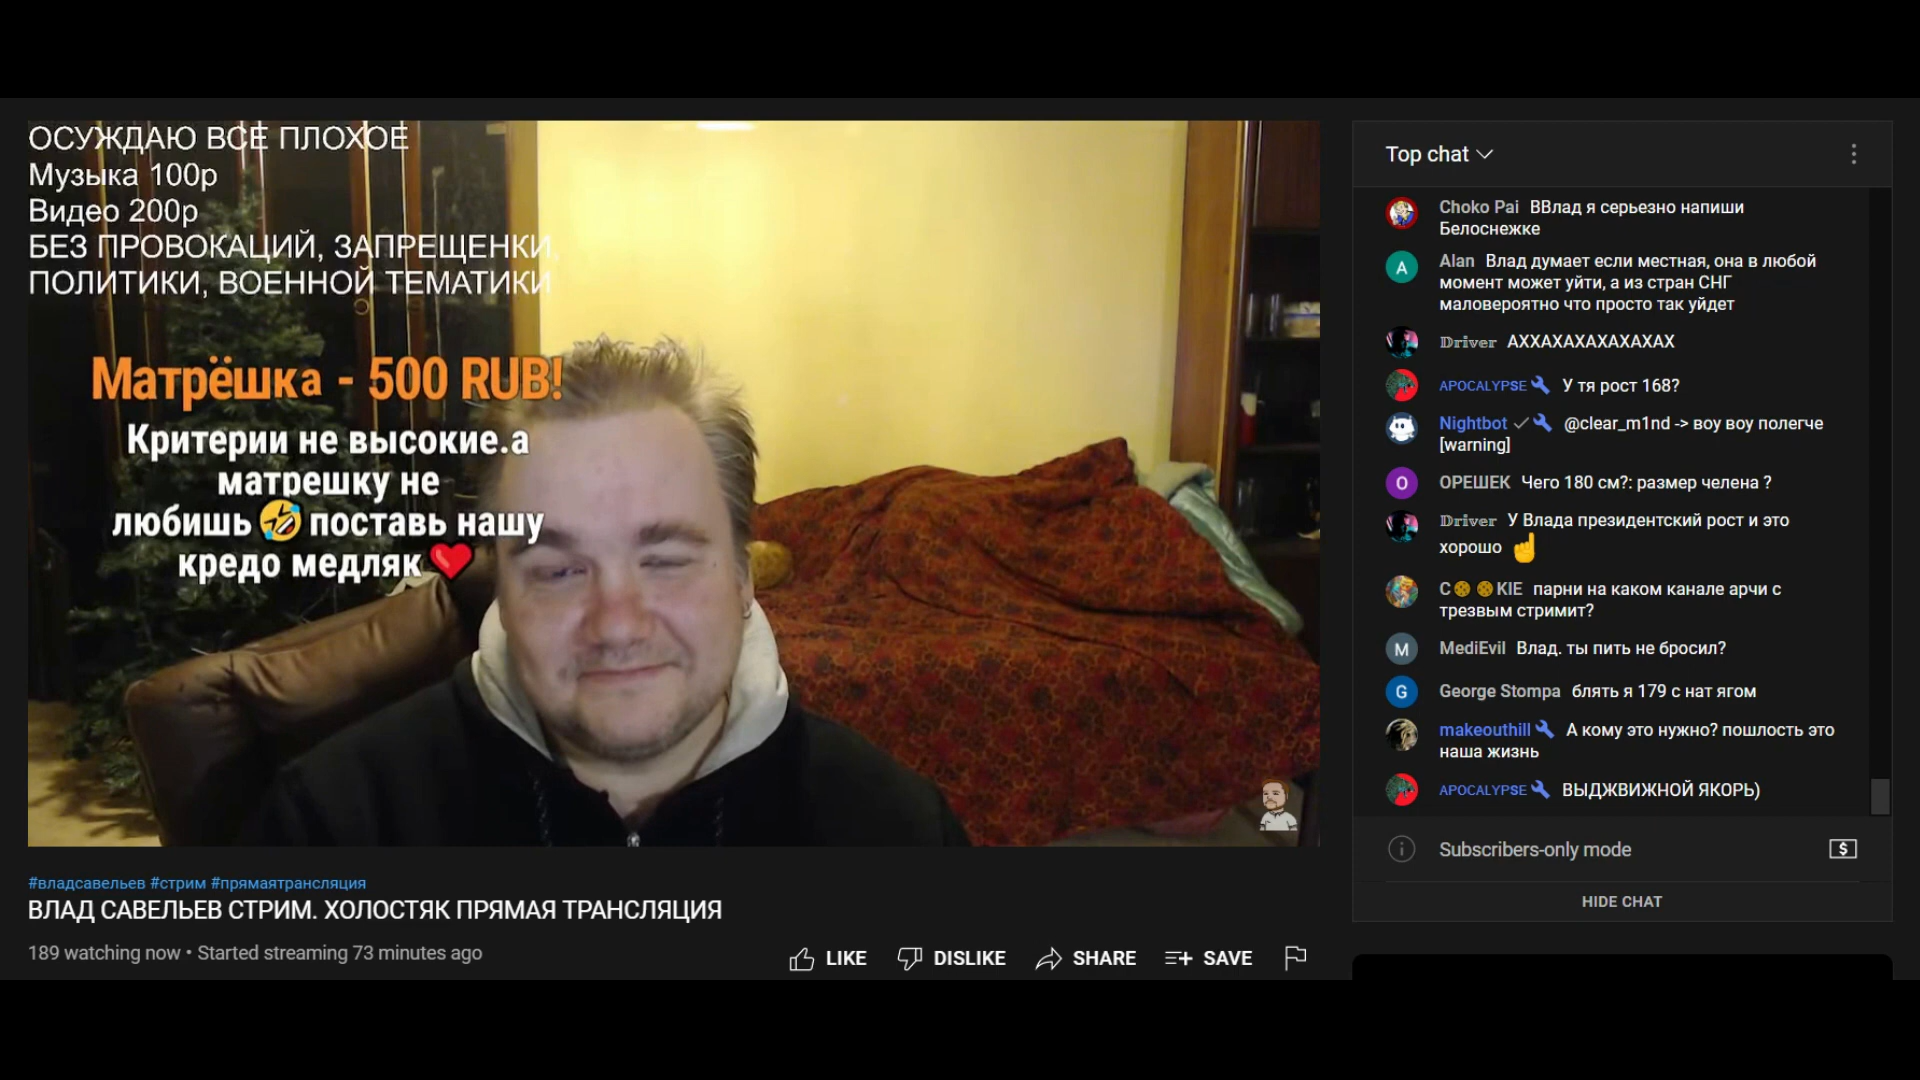 ОСУЖДАЮ ВСЕ ПЛОХОЕ
Музыка 100р
Видео 200р
БЕЗ ПРОВОКАЦИЙ, ЗАПРЕЩЕНКИ,
ПОЛИТИКИ, ВОЕННОЙ ТЕМАТИКИ
Матрёшка - 500 RUB!
Критерии не высокие.а
матрешку не
любишь 🤣 поставь нашу
кредо медляк ❤️
#владсавельев #стрим #прямаятрансляция
ВЛАД САВЕЛЬЕВ СТРИМ. ХОЛОСТЯК ПРЯМАЯ ТРАНСЛЯЦИЯ
189 watching now • Started streaming 73 minutes ago
LIKE
DISLIKE
SHARE
SAVE
Top chat
Choko Pai ВВлад я серьезно напиши
Белоснежке
A
Alan Влад думает если местная, она в любой
момент может уйти, а из стран СНГ
маловероятно что просто так уйдет
𝔻𝕣𝕚𝕧𝕖𝕣 АХХАХАХАХАХАХАХ
APOCALYPSE У тя рост 168?
Nightbot @clear_m1nd -> воу воу полегче
[warning]
О
ОРЕШЕК Чего 180 см?: размер челена ?
𝔻𝕣𝕚𝕧𝕖𝕣 У Влада президентский рост и это
хорошо ☝️
C🍪🍪KIE парни на каком канале арчи с
трезвым стримит?
M
MediEvil Влад. ты пить не бросил?
G
George Stompa блять я 179 с нат ягом
makeouthill А кому это нужно? пошлость это
наша жизнь
APOCALYPSE ВЫДЖВИЖНОЙ ЯКОРЬ)
Subscribers-only mode
HIDE CHAT